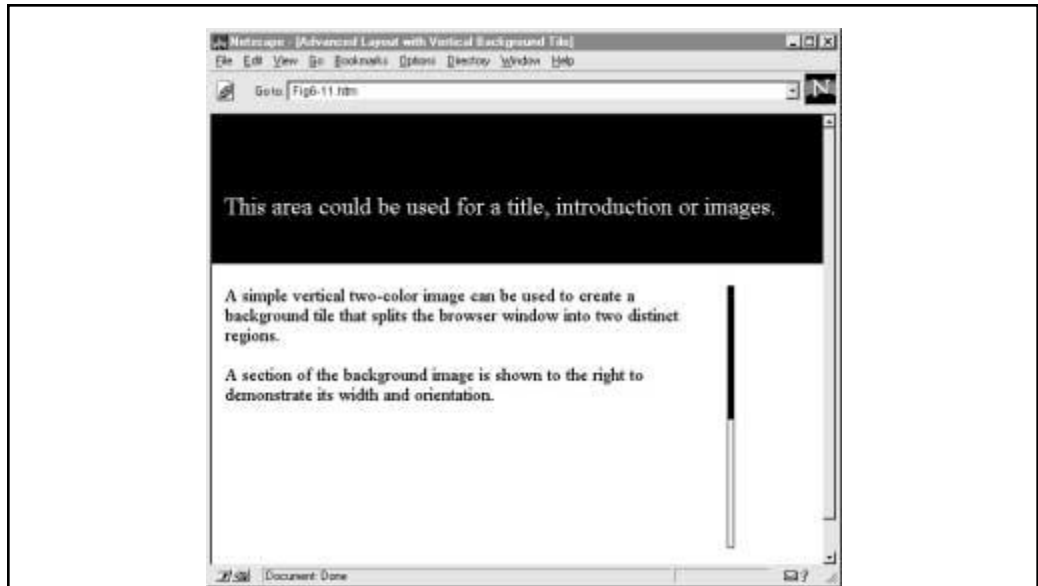 Netscape - [Advanced Layout with Vertical Background Tile]
File Edit View Go Bookmarks Options Directory Window Help
Go to: Fig6-11.htm
N
This area could be used for a title, introduction or images.
A simple vertical two-color image can be used to create a
background tile that splits the browser window into two distinct
regions.
A section of the background image is shown to the right to
demonstrate its width and orientation.
Document: Done